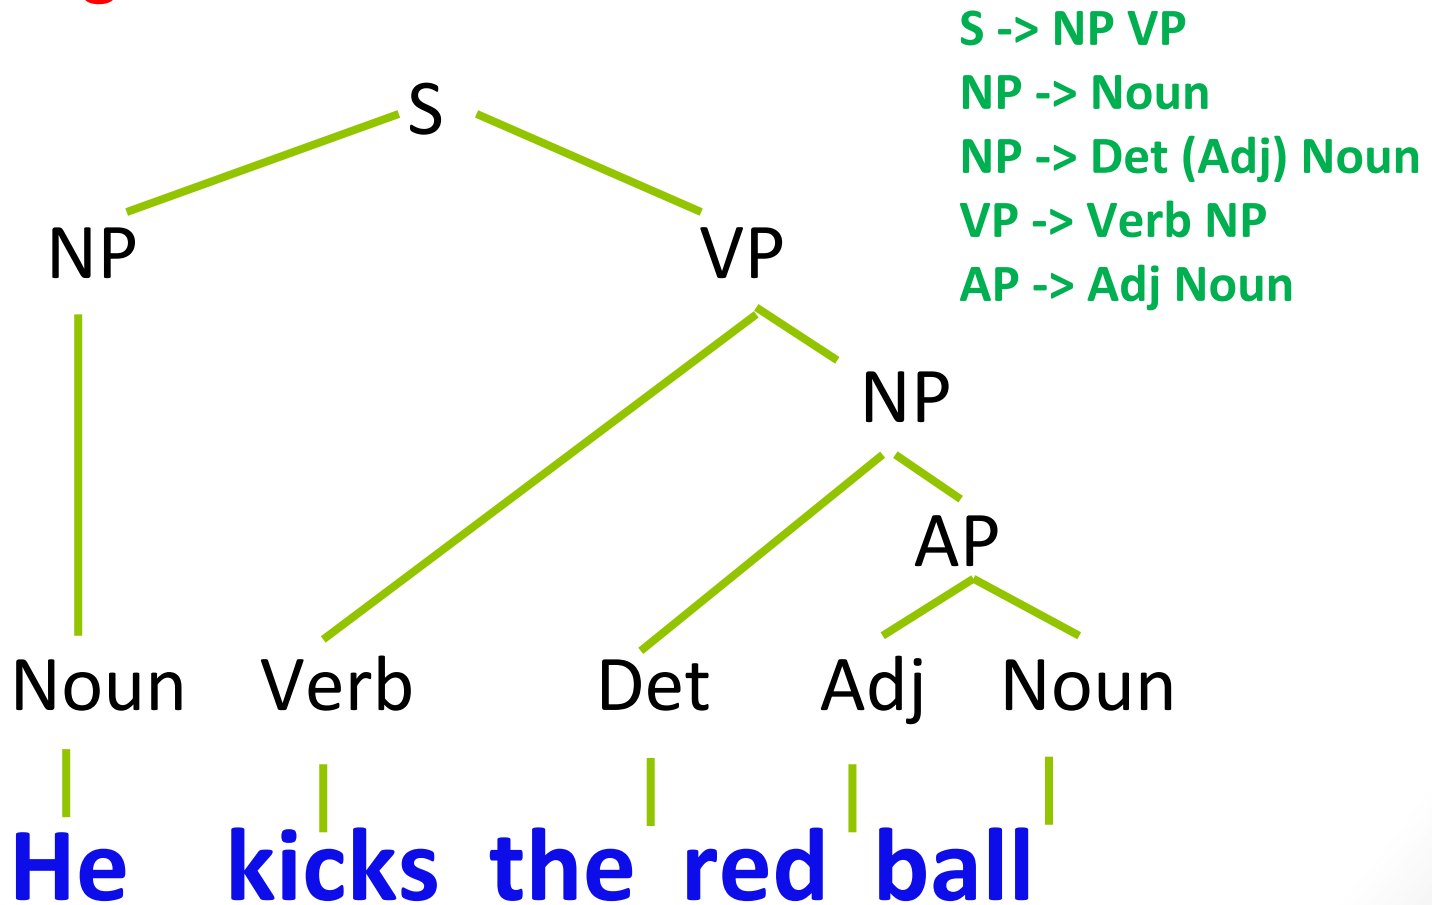 S -> NP VP
NP -> Noun
NP -> Det (Adj) Noun
VP -> Verb NP
AP -> Adj Noun
S
NP VP
NP
AP
Noun Verb Det Adj Noun
He kicks the red ball